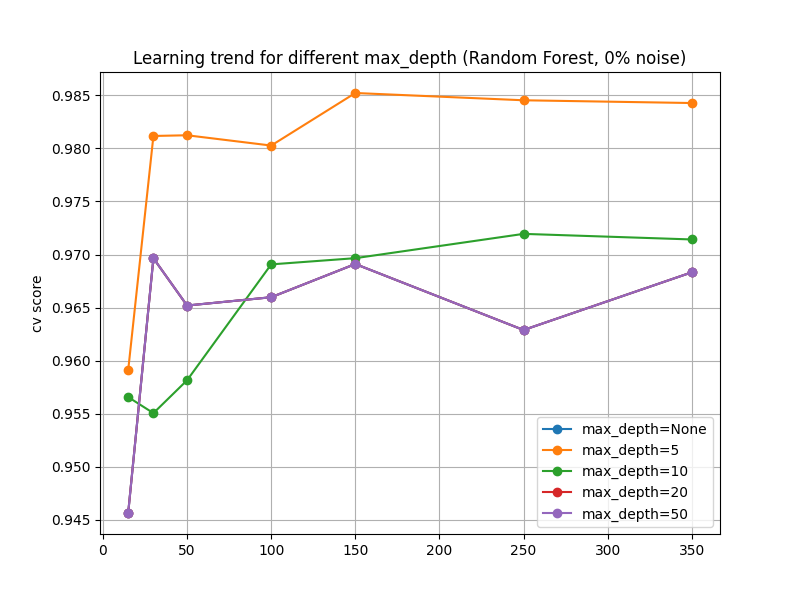 Learning trend for different max_depth (Random Forest, 0% noise)
cv score
0.985
0.980
0.975
0.970
0.965
0.960
0.955
0.950
0.945
0 50 100 150 200 250 300 350
max_depth=None
max_depth=5
max_depth=10
max_depth=20
max_depth=50